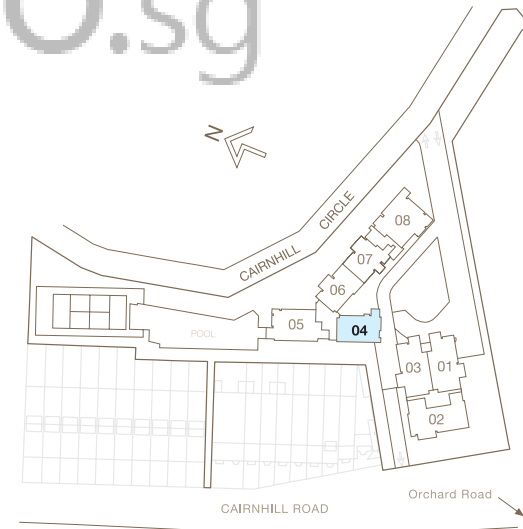 O.sg
N
CAIRNHILL CIRCLE
08
07
06
05
04
POOL
03
01
02
Orchard Road
CAIRNHILL ROAD